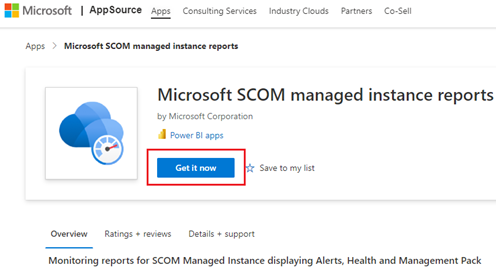 Microsoft | AppSource Apps Consulting Services Industry Clouds Partners Co-Sell
Apps > Microsoft SCOM managed instance reports
Microsoft SCOM managed instance reports
by Microsoft Corporation
Power BI apps
Get it now Save to my list
Overview Ratings + reviews Details + support
Monitoring reports for SCOM Managed Instance displaying Alerts, Health and Management Pack